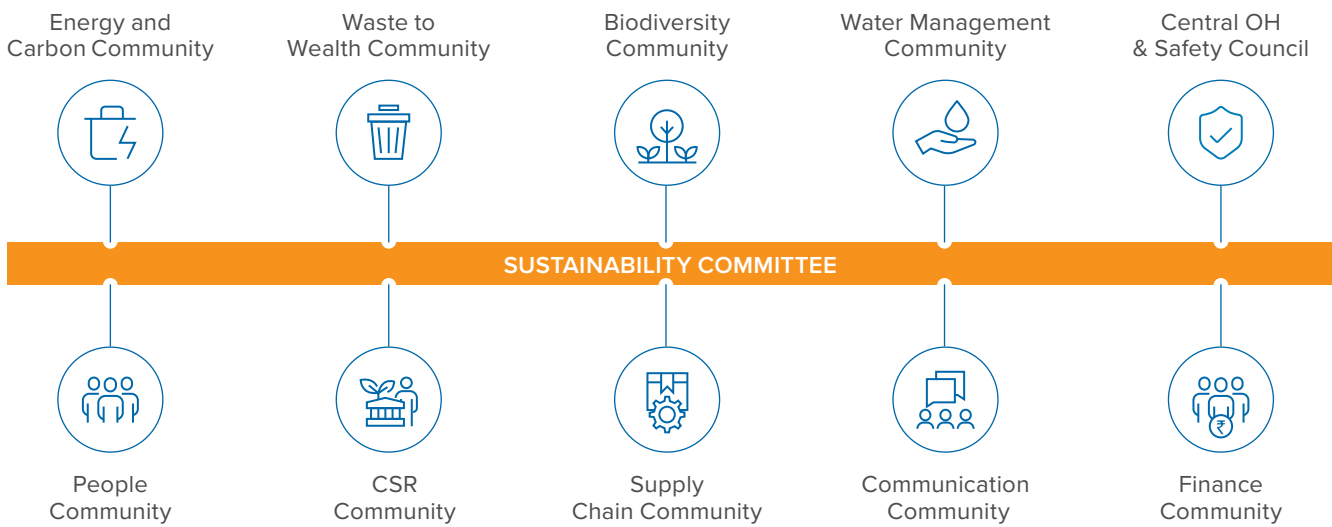 Energy and
Carbon Community
Waste to
Wealth Community
Biodiversity
Community
Water Management
Community
Central OH
& Safety Council
SUSTAINABILITY COMMITTEE
₹
People
Community
CSR
Community
Supply
Chain Community
Communication
Community
Finance
Community